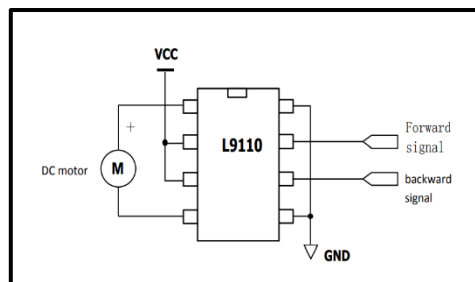 VCC
L9110
+
Forward
signal
DC motor
M
backward
signal
GND